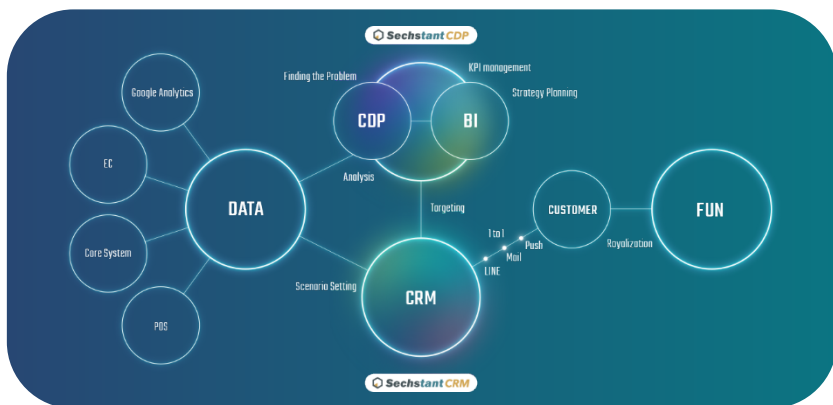 Sechstant CDP
Google Analytics
EC
Core System
POS
DATA
Finding the Problem
KPI management
Strategy Planning
CDP
BI
Analysis
Targeting
Scenario Setting
CRM
1 to 1
Push
Mail
LINE
CUSTOMER
Royalization
FUN
Sechstant CRM